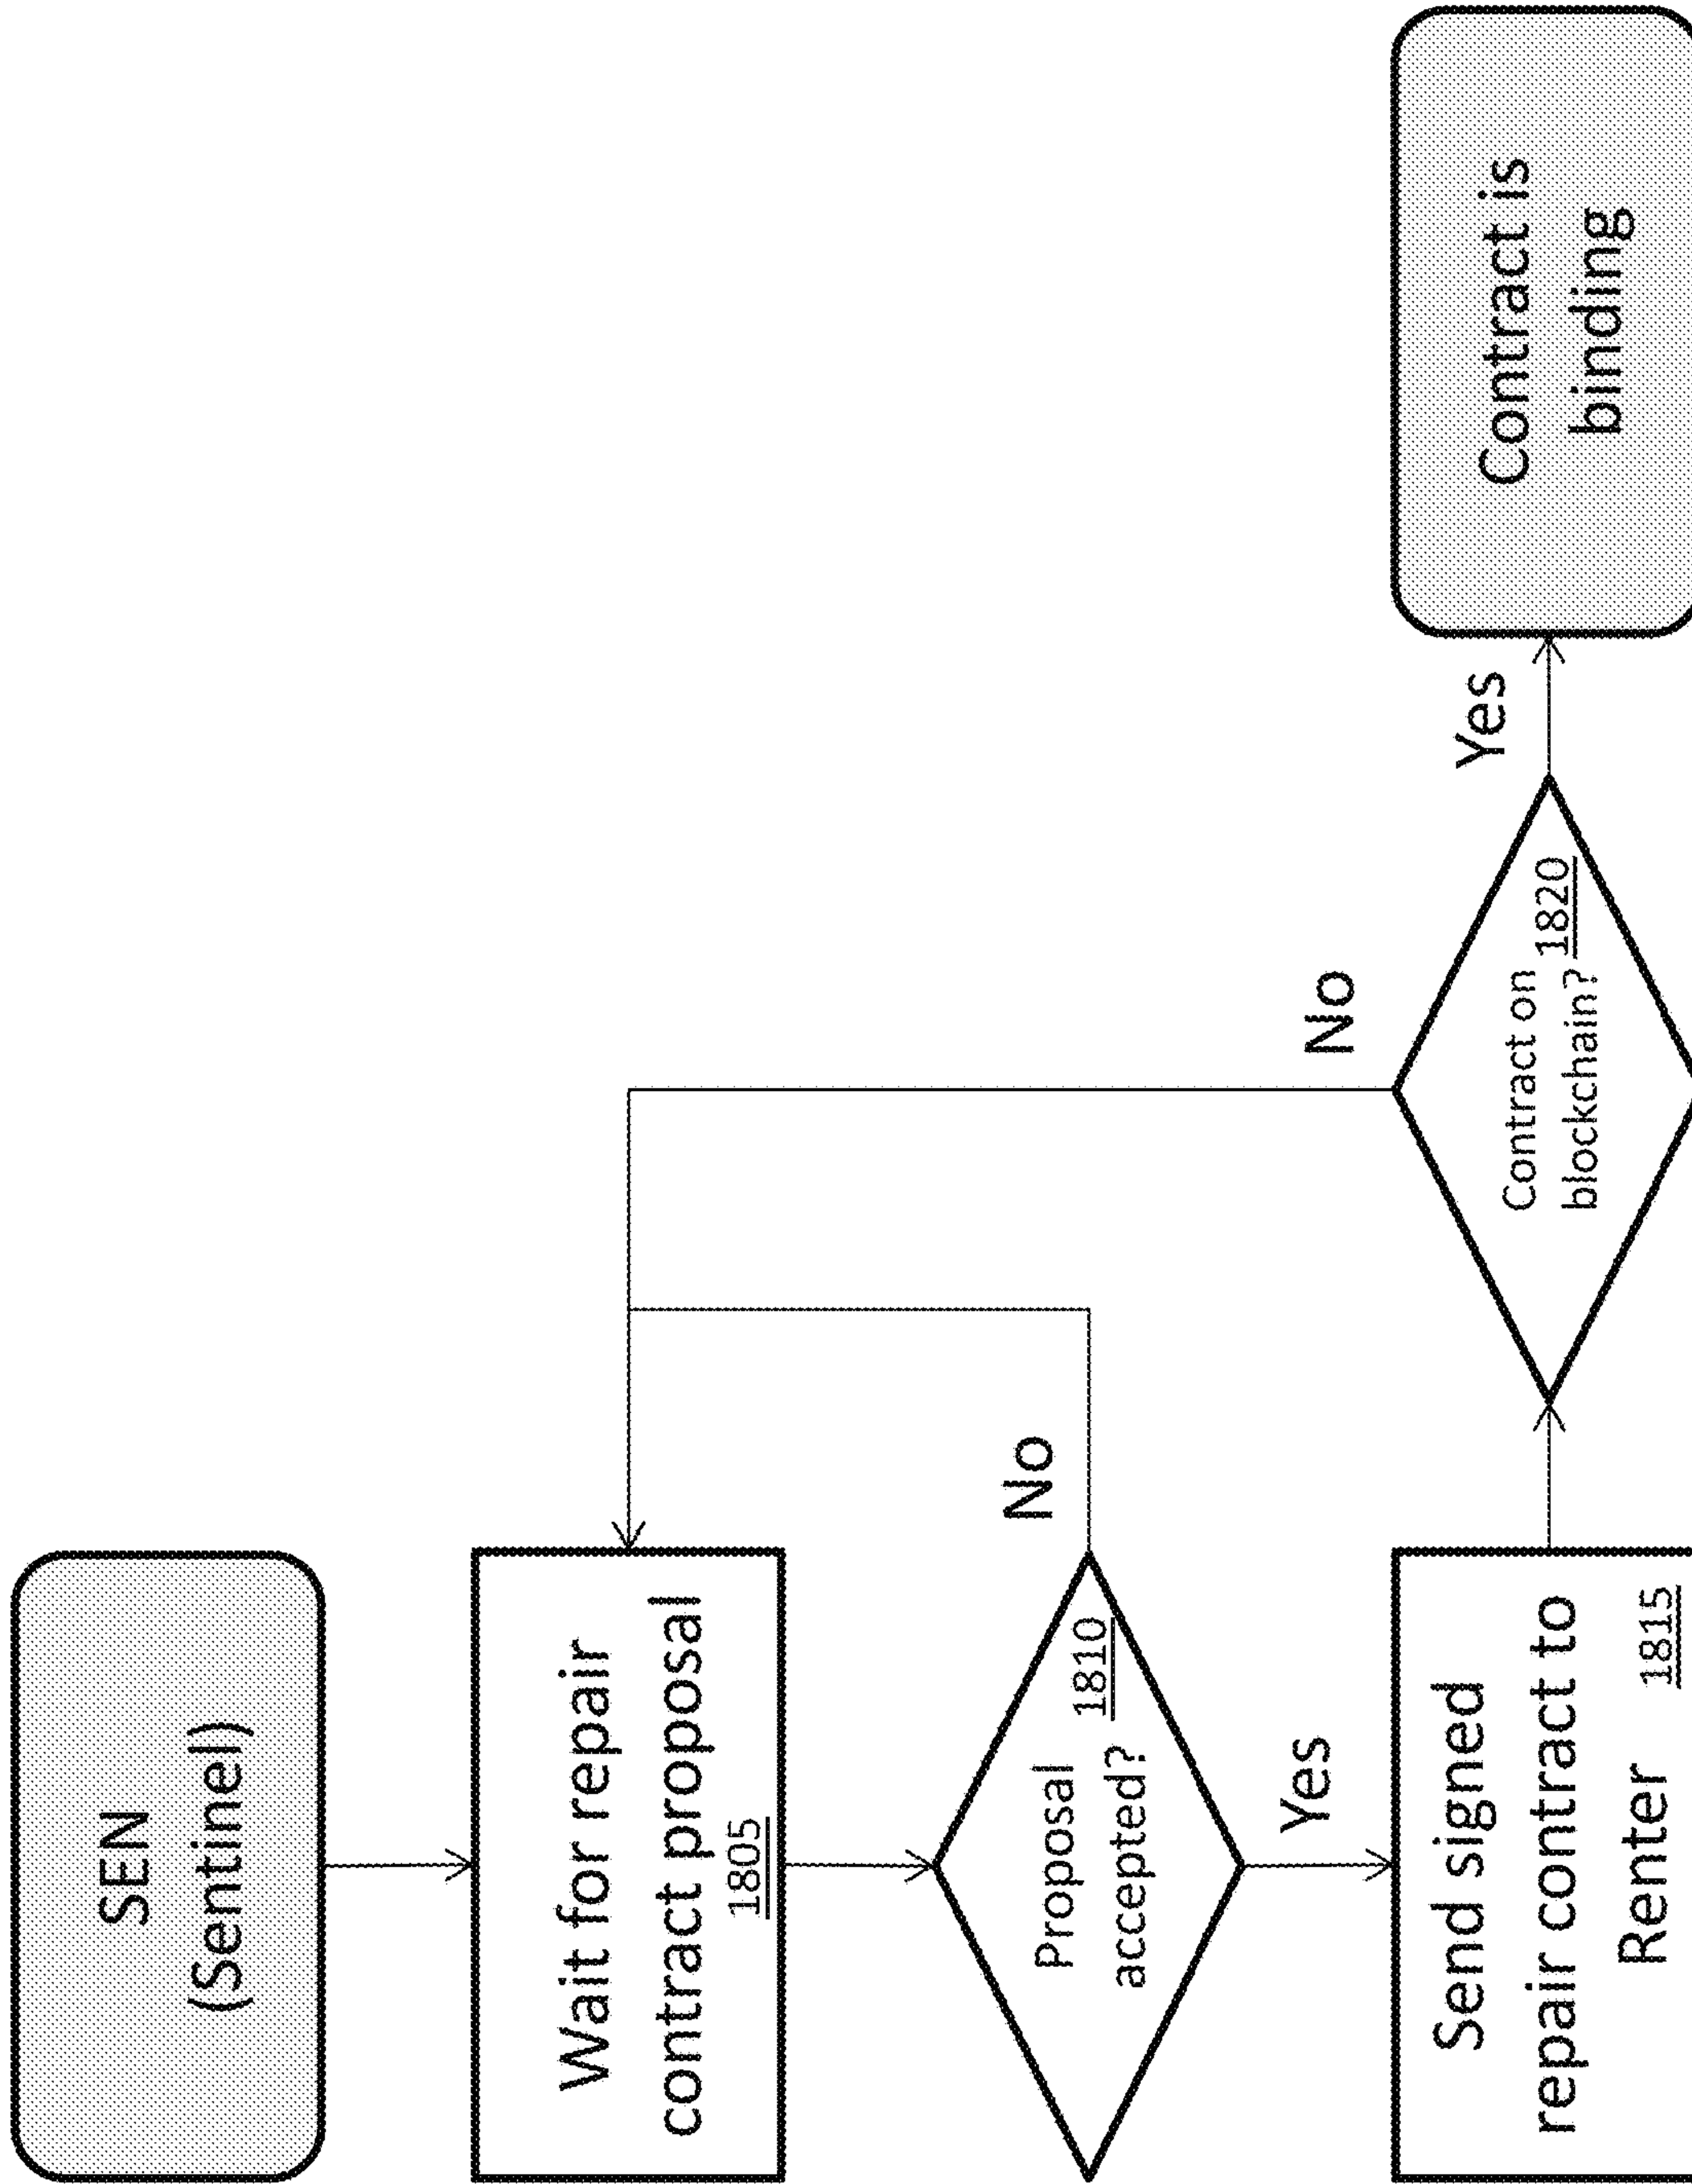 SEN
(Sentinel)
Wait for repair
contract proposal
1805
Proposal
1810
accepted?
No
Yes
Send signed
repair contract to
Renter 1815
No
Contract on
1820
blockchain?
Yes
Contract is
binding